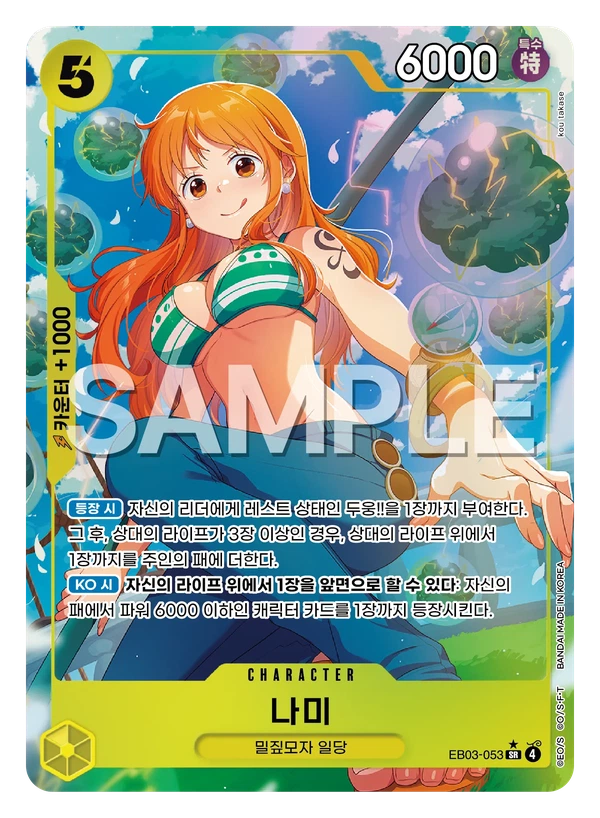 5
6000
특수
特
kou takase
카운터 +1000
SAMPLE
등장 시 자신의 리더에게 레스트 상태인 두웅!!을 1장까지 부여한다.
그 후, 상대의 라이프가 3장 이상인 경우, 상대의 라이프 위에서
1장까지를 주인의 패에 더한다.
KO 시 자신의 라이프 위에서 1장을 앞면으로 할 수 있다: 자신의
패에서 파워 6000 이하인 캐릭터 카드를 1장까지 등장시킨다.
CHARACTER
나미
밀짚모자 일당
EB03-053 ★ SR 4
©EO/S ©O/S·F·T BANDAI MADE IN KOREA